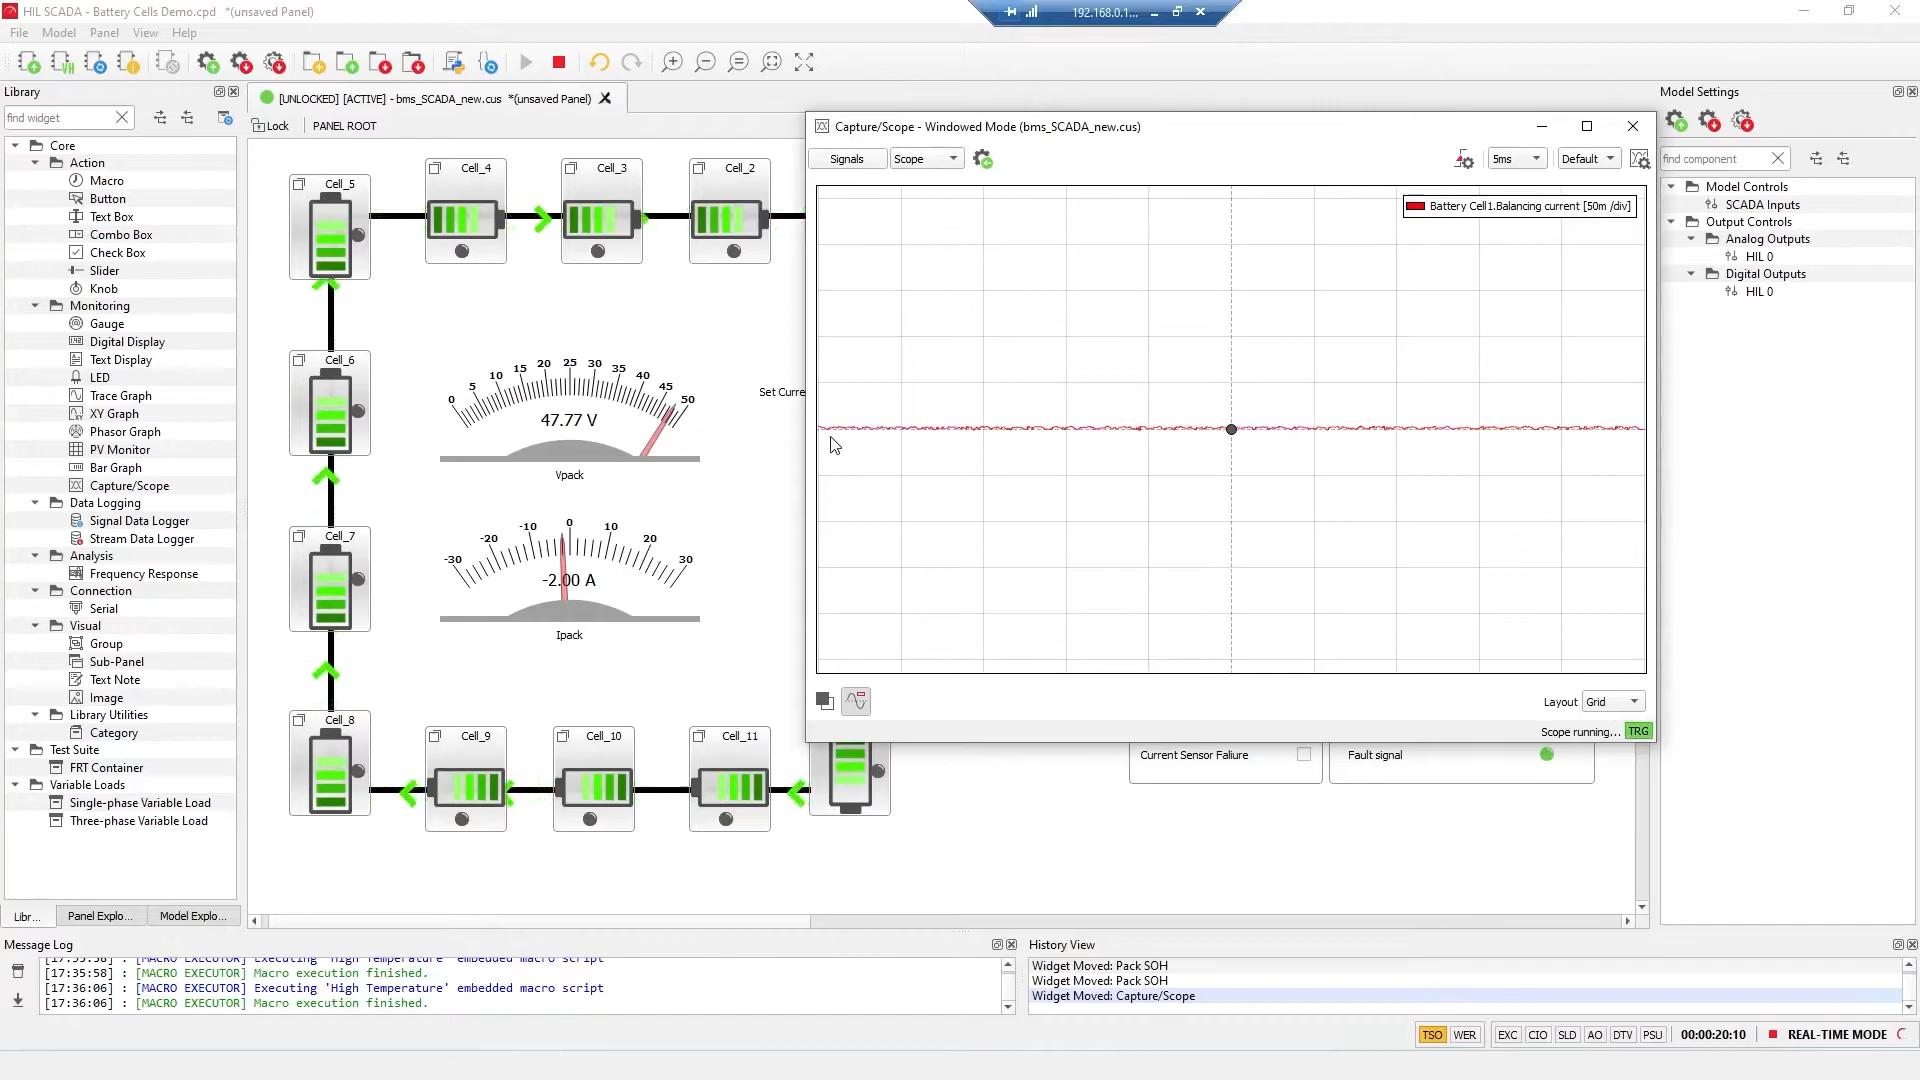 HIL SCADA - Battery Cells Demo.cpd   *(unsaved Panel)
192.168.0.1...
File Model Panel View Help
Library
find widget
Core
Action
Macro
Button
Text Box
Combo Box
Check Box
Slider
Knob
Monitoring
Gauge
Digital Display
Text Display
LED
Trace Graph
XY Graph
Phasor Graph
PV Monitor
Bar Graph
Capture/Scope
Data Logging
Signal Data Logger
Stream Data Logger
Analysis
Frequency Response
Connection
Serial
Visual
Group
Sub-Panel
Text Note
Image
Library Utilities
Category
Test Suite
FRT Container
Variable Loads
Single-phase Variable Load
Three-phase Variable Load
Libr... Panel Explo... Model Explo...
[UNLOCKED] [ACTIVE] - bms_SCADA_new.cus *(unsaved Panel)
Lock PANEL ROOT
Cell_5 Cell_4 Cell_3 Cell_2
Cell_6
Cell_7
Cell_8 Cell_9 Cell_10 Cell_11
0 5 10 15 20 25 30 35 40 45 50
47.77 V
Vpack
Set Curre
-30 -20 -10 0 10 20 30
-2.00 A
Ipack
Capture/Scope - Windowed Mode (bms_SCADA_new.cus)
Signals Scope 5ms Default
Battery Cell1.Balancing current [50m /div]
Layout Grid
Scope running... TRG
Current Sensor Failure
Fault signal
Model Settings
find component
Model Controls
SCADA Inputs
Output Controls
Analog Outputs
HIL 0
Digital Outputs
HIL 0
Message Log
[17:35:58] : [MACRO EXECUTOR] Executing 'High Temperature' embedded macro script
[17:35:58] : [MACRO EXECUTOR] Macro execution finished.
[17:36:06] : [MACRO EXECUTOR] Executing 'High Temperature' embedded macro script
[17:36:06] : [MACRO EXECUTOR] Macro execution finished.
History View
Widget Moved: Pack SOH
Widget Moved: Pack SOH
Widget Moved: Capture/Scope
TSO WER EXC CIO SLD AO DTV PSU 00:00:20:10 REAL-TIME MODE